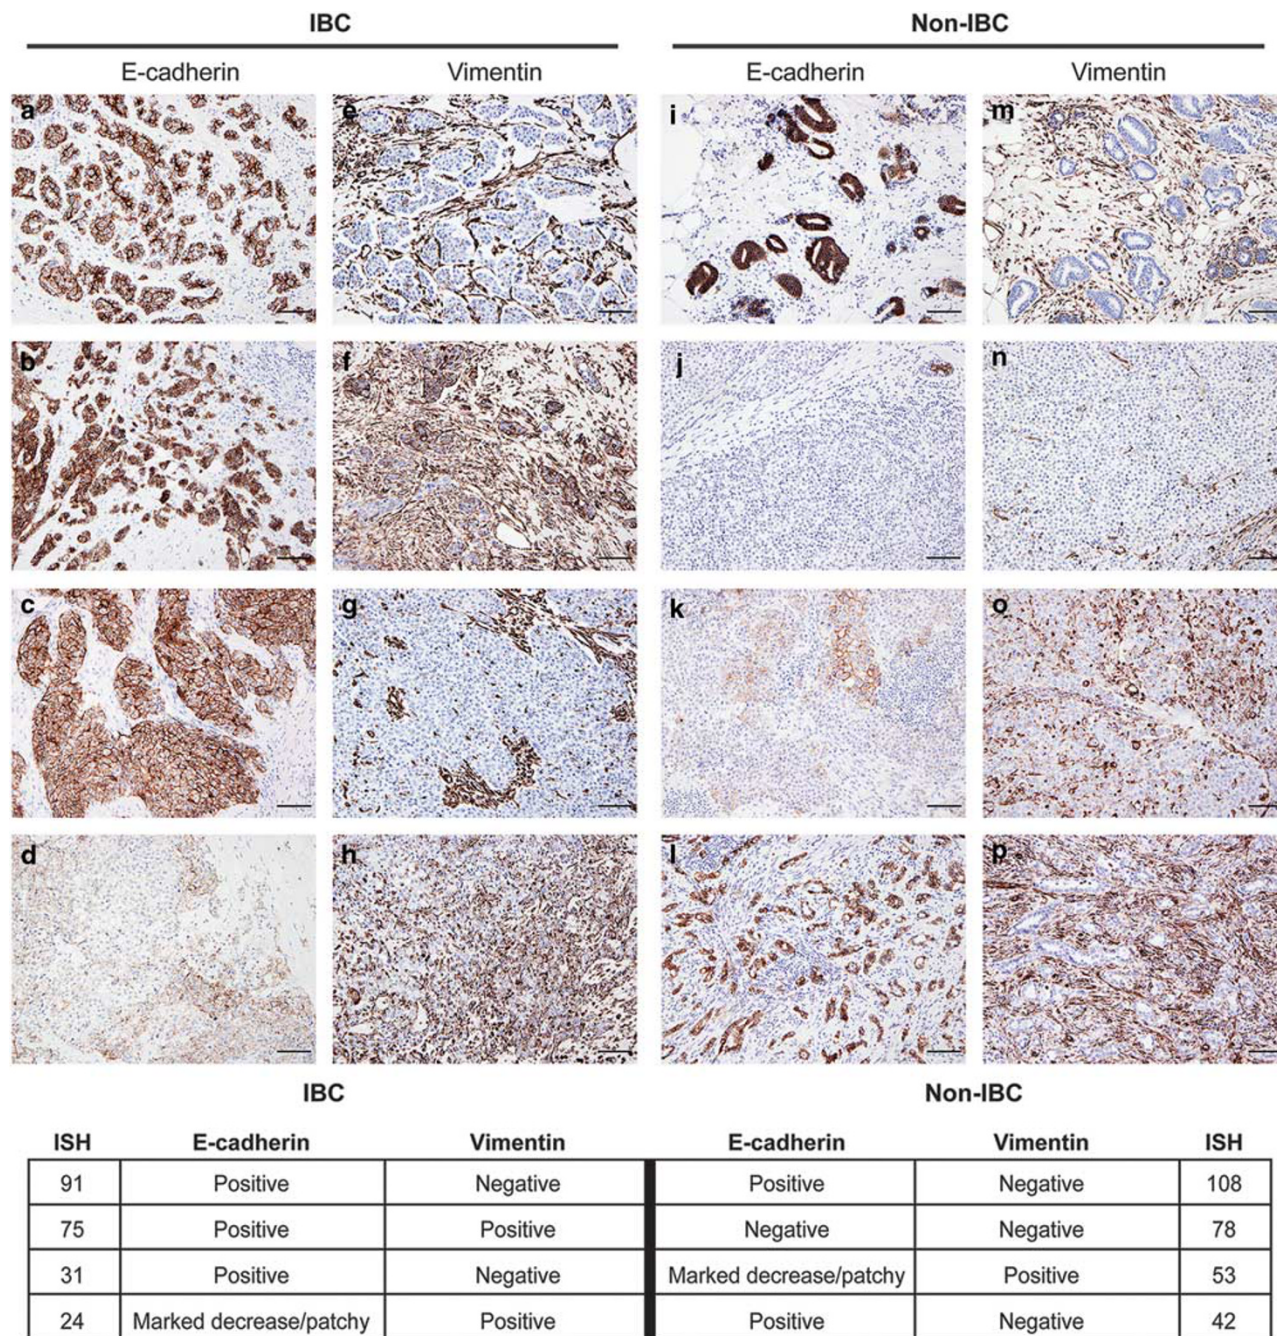 IBC Non-IBC
E-cadherin Vimentin E-cadherin Vimentin
a e i m
b f j n
c g k o
d h l p
IBC Non-IBC
ISH E-cadherin Vimentin E-cadherin Vimentin ISH
91 Positive Negative Positive Negative 108
75 Positive Positive Negative Negative 78
31 Positive Negative Marked decrease/patchy Positive 53
24 Marked decrease/patchy Positive Positive Negative 42